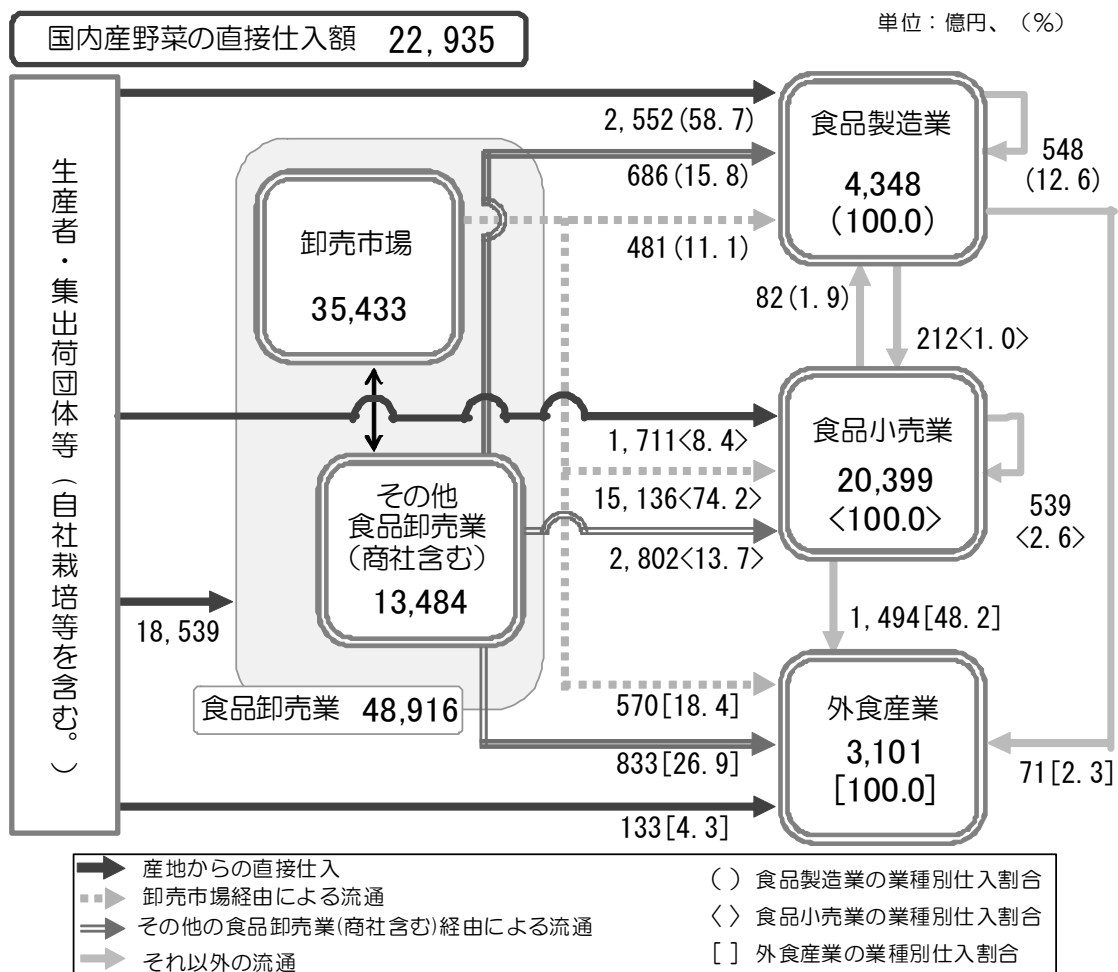 国内産野菜の直接仕入額 22,935
単位：億円、（％）
生産者・集出荷団体等（自社栽培等を含む。）
2,552(58.7)
食品製造業
4,348
(100.0)
548
(12.6)
686(15.8)
481(11.1)
卸売市場
35,433
82(1.9)
212<1.0>
1,711<8.4>
食品小売業
20,399
<100.0>
539
<2.6>
15,136<74.2>
その他
食品卸売業
(商社含む)
13,484
2,802<13.7>
18,539
1,494[48.2]
食品卸売業 48,916
570[18.4]
外食産業
3,101
[100.0]
833[26.9]
71[2.3]
133[4.3]
産地からの直接仕入
卸売市場経由による流通
その他の食品卸売業(商社含む)経由による流通
それ以外の流通
( ) 食品製造業の業種別仕入割合
〈 〉 食品小売業の業種別仕入割合
[ ] 外食産業の業種別仕入割合